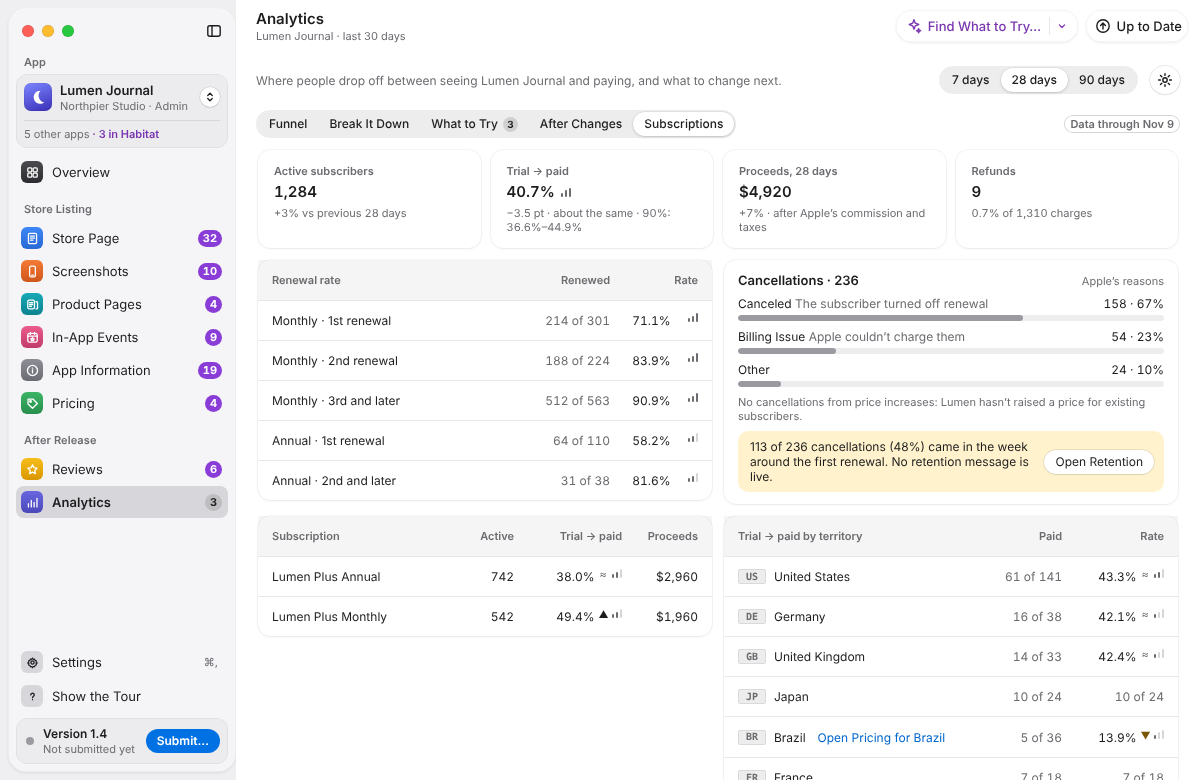 App
Lumen Journal
Northpier Studio · Admin
5 other apps · 3 in Habitat
Overview
Store Listing
Store Page 32
Screenshots 10
Product Pages 4
In-App Events 9
App Information 19
Pricing 4
After Release
Reviews 6
Analytics 3
Settings ⌘,
? Show the Tour
Version 1.4
Not submitted yet
Submit...
Analytics
Lumen Journal · last 30 days
Find What to Try...
Up to Date
Where people drop off between seeing Lumen Journal and paying, and what to change next.
7 days 28 days 90 days
Funnel Break It Down What to Try 3 After Changes Subscriptions
Data through Nov 9
Active subscribers
1,284
+3% vs previous 28 days
Trial → paid
40.7%
−3.5 pt · about the same · 90%:
36.6%–44.9%
Proceeds, 28 days
$4,920
+7% · after Apple's commission and
taxes
Refunds
9
0.7% of 1,310 charges
Renewal rate Renewed Rate
Monthly · 1st renewal 214 of 301 71.1%
Monthly · 2nd renewal 188 of 224 83.9%
Monthly · 3rd and later 512 of 563 90.9%
Annual · 1st renewal 64 of 110 58.2%
Annual · 2nd and later 31 of 38 81.6%
Cancellations · 236 Apple's reasons
Canceled The subscriber turned off renewal 158 · 67%
Billing Issue Apple couldn't charge them 54 · 23%
Other 24 · 10%
No cancellations from price increases: Lumen hasn't raised a price for existing
subscribers.
113 of 236 cancellations (48%) came in the week
around the first renewal. No retention message is
live.
Open Retention
Subscription Active Trial → paid Proceeds
Lumen Plus Annual 742 38.0% ≈ $2,960
Lumen Plus Monthly 542 49.4% ▲ $1,960
Trial → paid by territory Paid Rate
US United States 61 of 141 43.3% ≈
DE Germany 16 of 38 42.1% ≈
GB United Kingdom 14 of 33 42.4% ≈
JP Japan 10 of 24 10 of 24
BR Brazil Open Pricing for Brazil 5 of 36 13.9% ▼
FR France 7 of 18 7 of 18